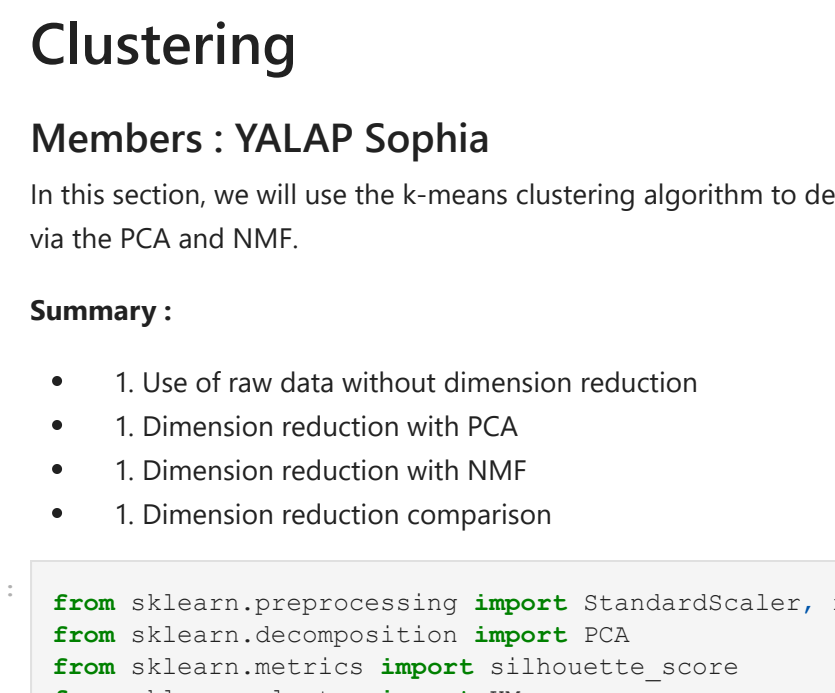 Clustering
Members : YALAP Sophia
In this section, we will use the k-means clustering algorithm to
via the PCA and NMF.
Summary :
• 1. Use of raw data without dimension reduction
• 1. Dimension reduction with PCA
• 1. Dimension reduction with NMF
• 1. Dimension reduction comparison
:
from sklearn.preprocessing import StandardScaler,
from sklearn.decomposition import PCA
from sklearn.metrics import silhouette_score